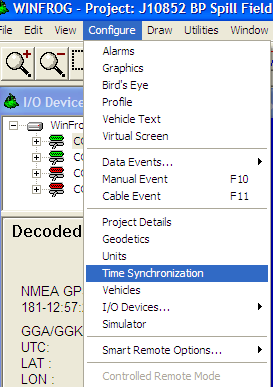 WINFROG - Project: J10852 BP Spill Field
File Edit View Configure Draw Utilities Window
Alarms
Graphics
Bird's Eye
Profile
Vehicle Text
Virtual Screen
Data Events...
Manual Event F10
Cable Event F11
Project Details
Geodetics
Units
Time Synchronization
Vehicles
I/O Devices...
Simulator
Smart Remote Options...
Controlled Remote Mode
I/O Device
WinFro
CO
CO
CO
CO
Decoded
NMEA GP
181-12:57:
GGA/GGK
UTC:
LAT :
LON :